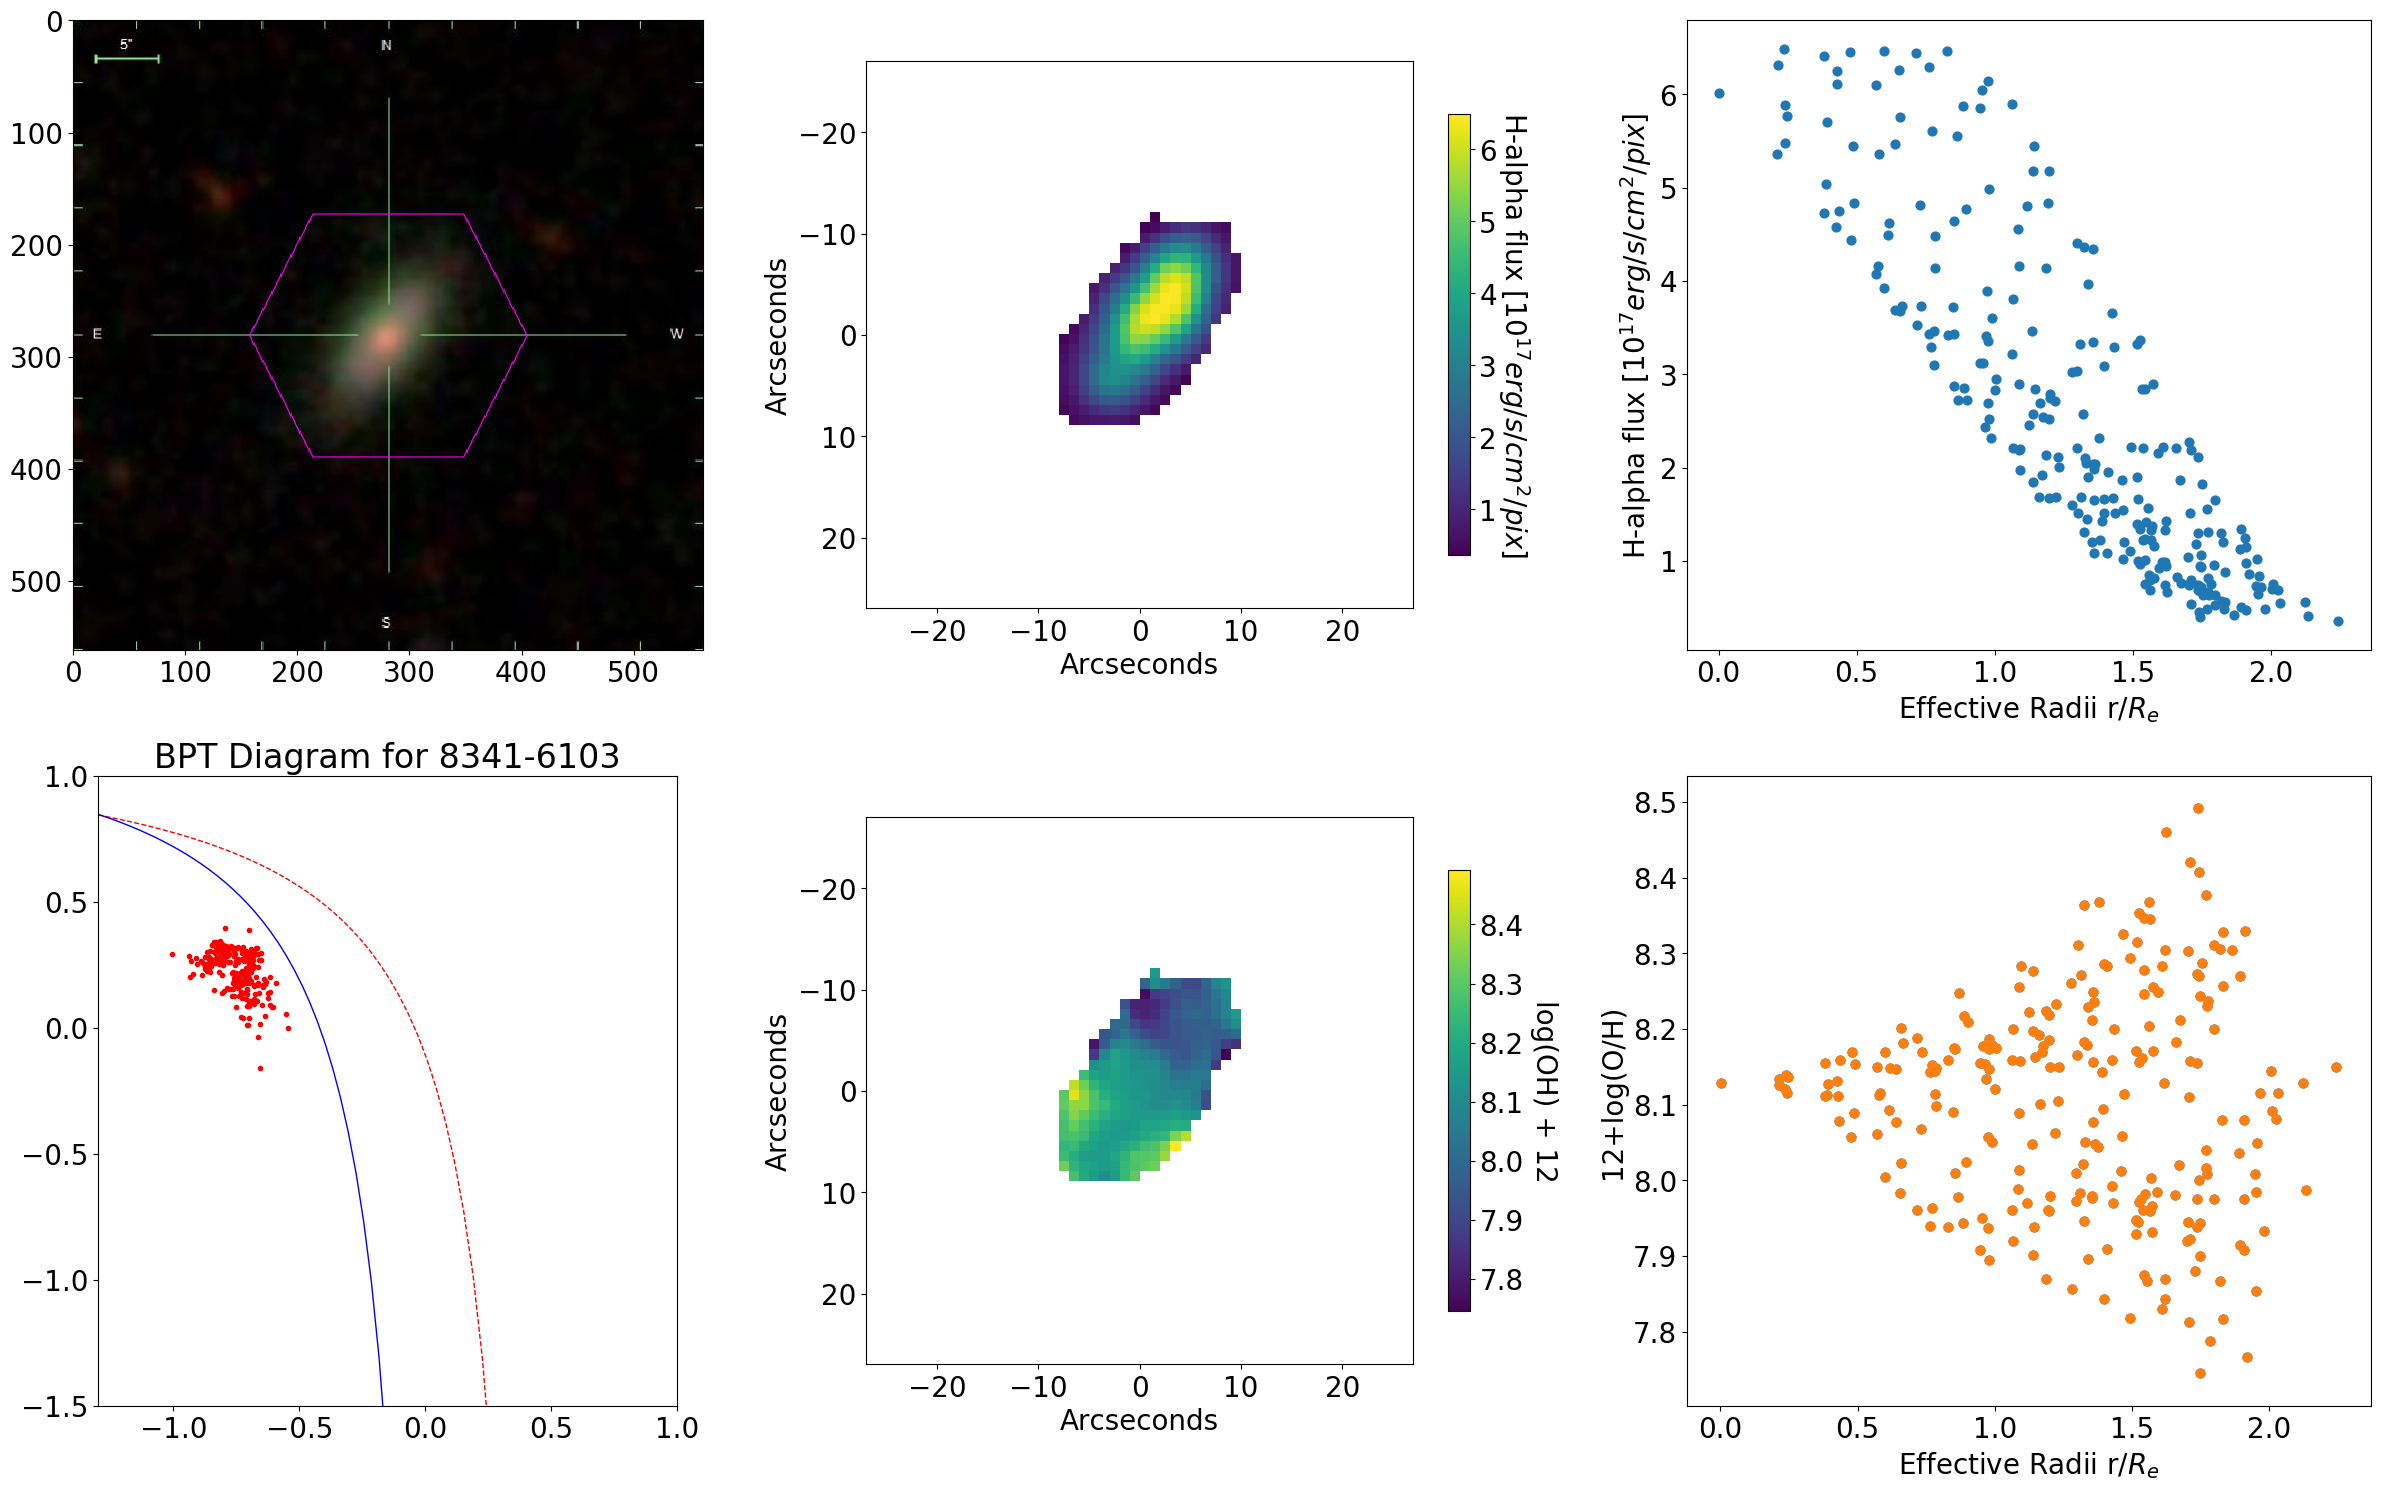 0
100
200
300
400
500
0 100 200 300 400 500
5"
N
E
W
S
−20
−10
0
10
20
−20 −10 0 10 20
Arcseconds
Arcseconds
6
5
4
3
2
1
H-alpha flux [10^17 erg/s/cm^2/pix]
6
5
4
3
2
1
H-alpha flux [10^17 erg/s/cm^2/pix]
0.0 0.5 1.0 1.5 2.0
Effective Radii r/R_e
BPT Diagram for 8341-6103
1.0
0.5
0.0
−0.5
−1.0
−1.5
−1.0 −0.5 0.0 0.5 1.0
−20
−10
0
10
20
−20 −10 0 10 20
Arcseconds
Arcseconds
8.4
8.3
8.2
8.1
8.0
7.9
7.8
log(OH) + 12
8.5
8.4
8.3
8.2
8.1
8.0
7.9
7.8
12+log(O/H)
0.0 0.5 1.0 1.5 2.0
Effective Radii r/R_e